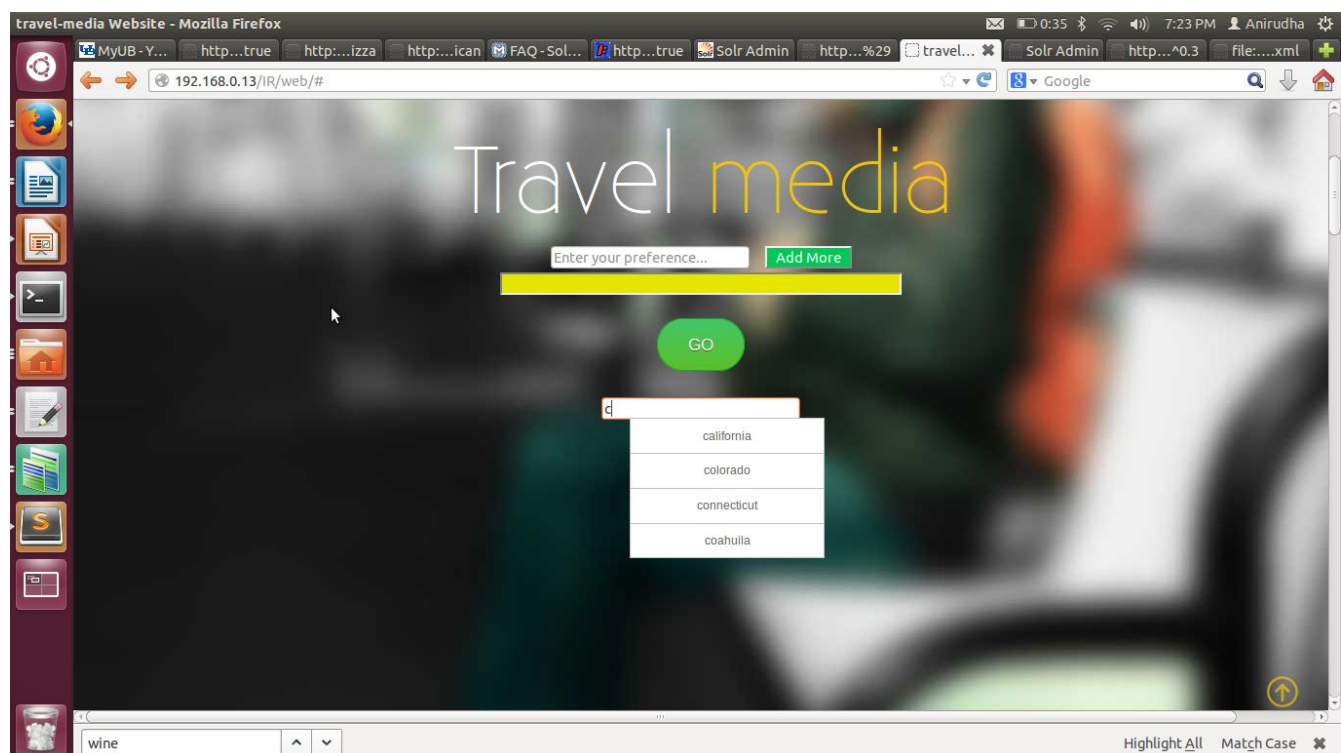 travel-media Website - Mozilla Firefox 0:35 7:23 PM Anirudha
MyUB - Y... http...true http:...izza http:...ican FAQ - Sol... http...true Solr Admin http...%29 travel... Solr Admin http...^0.3 file:....xml
192.168.0.13/IR/web/# Google
Travel media
Enter your preference... Add More
GO
c
california
colorado
connecticut
coahuila
wine Highlight All Match Case